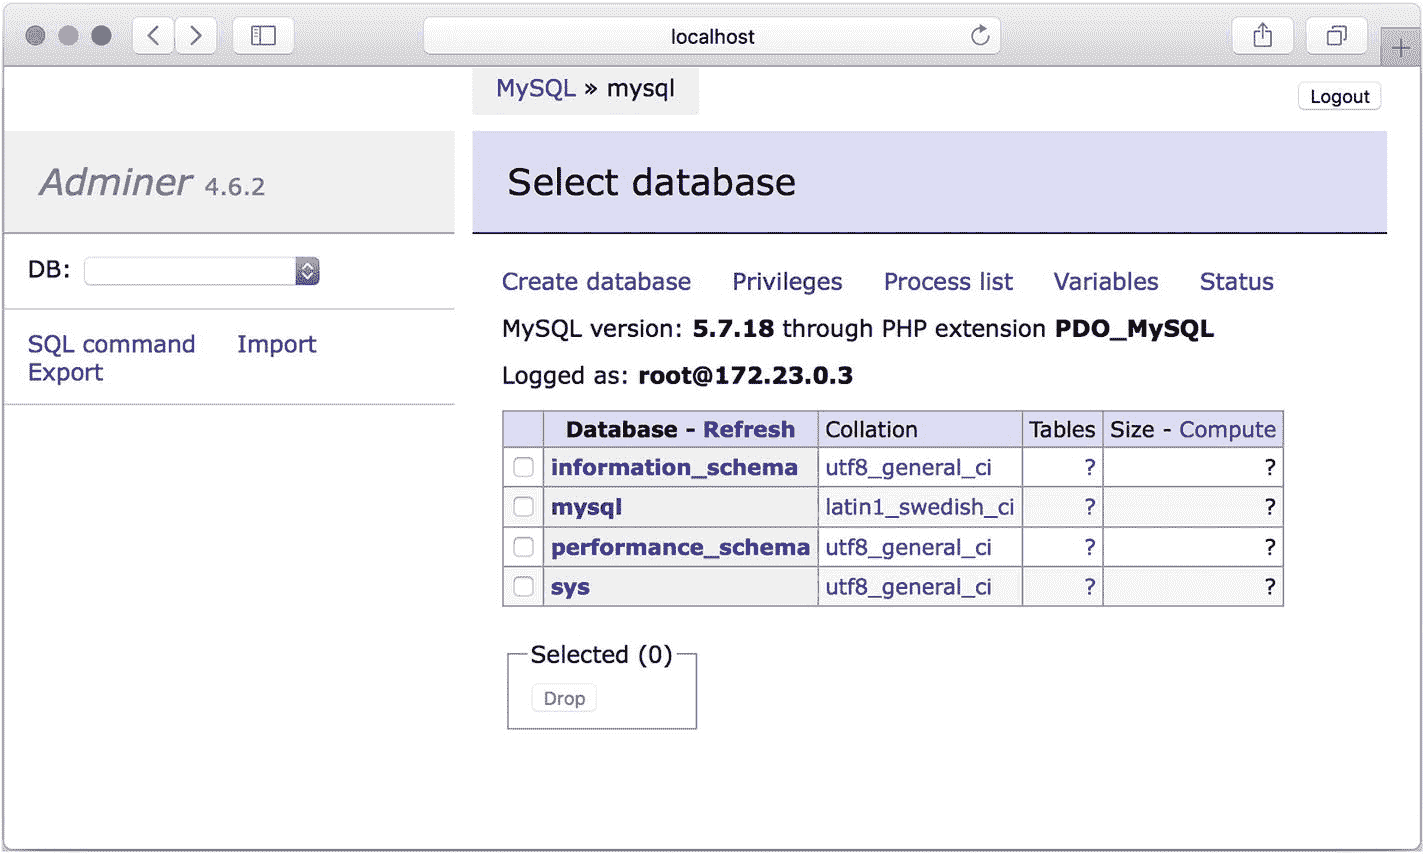 localhost
MySQL » mysql
Logout
Adminer 4.6.2
Select database
DB:
SQL command Import
Export
Create database Privileges Process list Variables Status
MySQL version: 5.7.18 through PHP extension PDO_MySQL
Logged as: root@172.23.0.3
Database - Refresh Collation Tables Size - Compute
information_schema utf8_general_ci ? ?
mysql latin1_swedish_ci ? ?
performance_schema utf8_general_ci ? ?
sys utf8_general_ci ? ?
Selected (0)
Drop